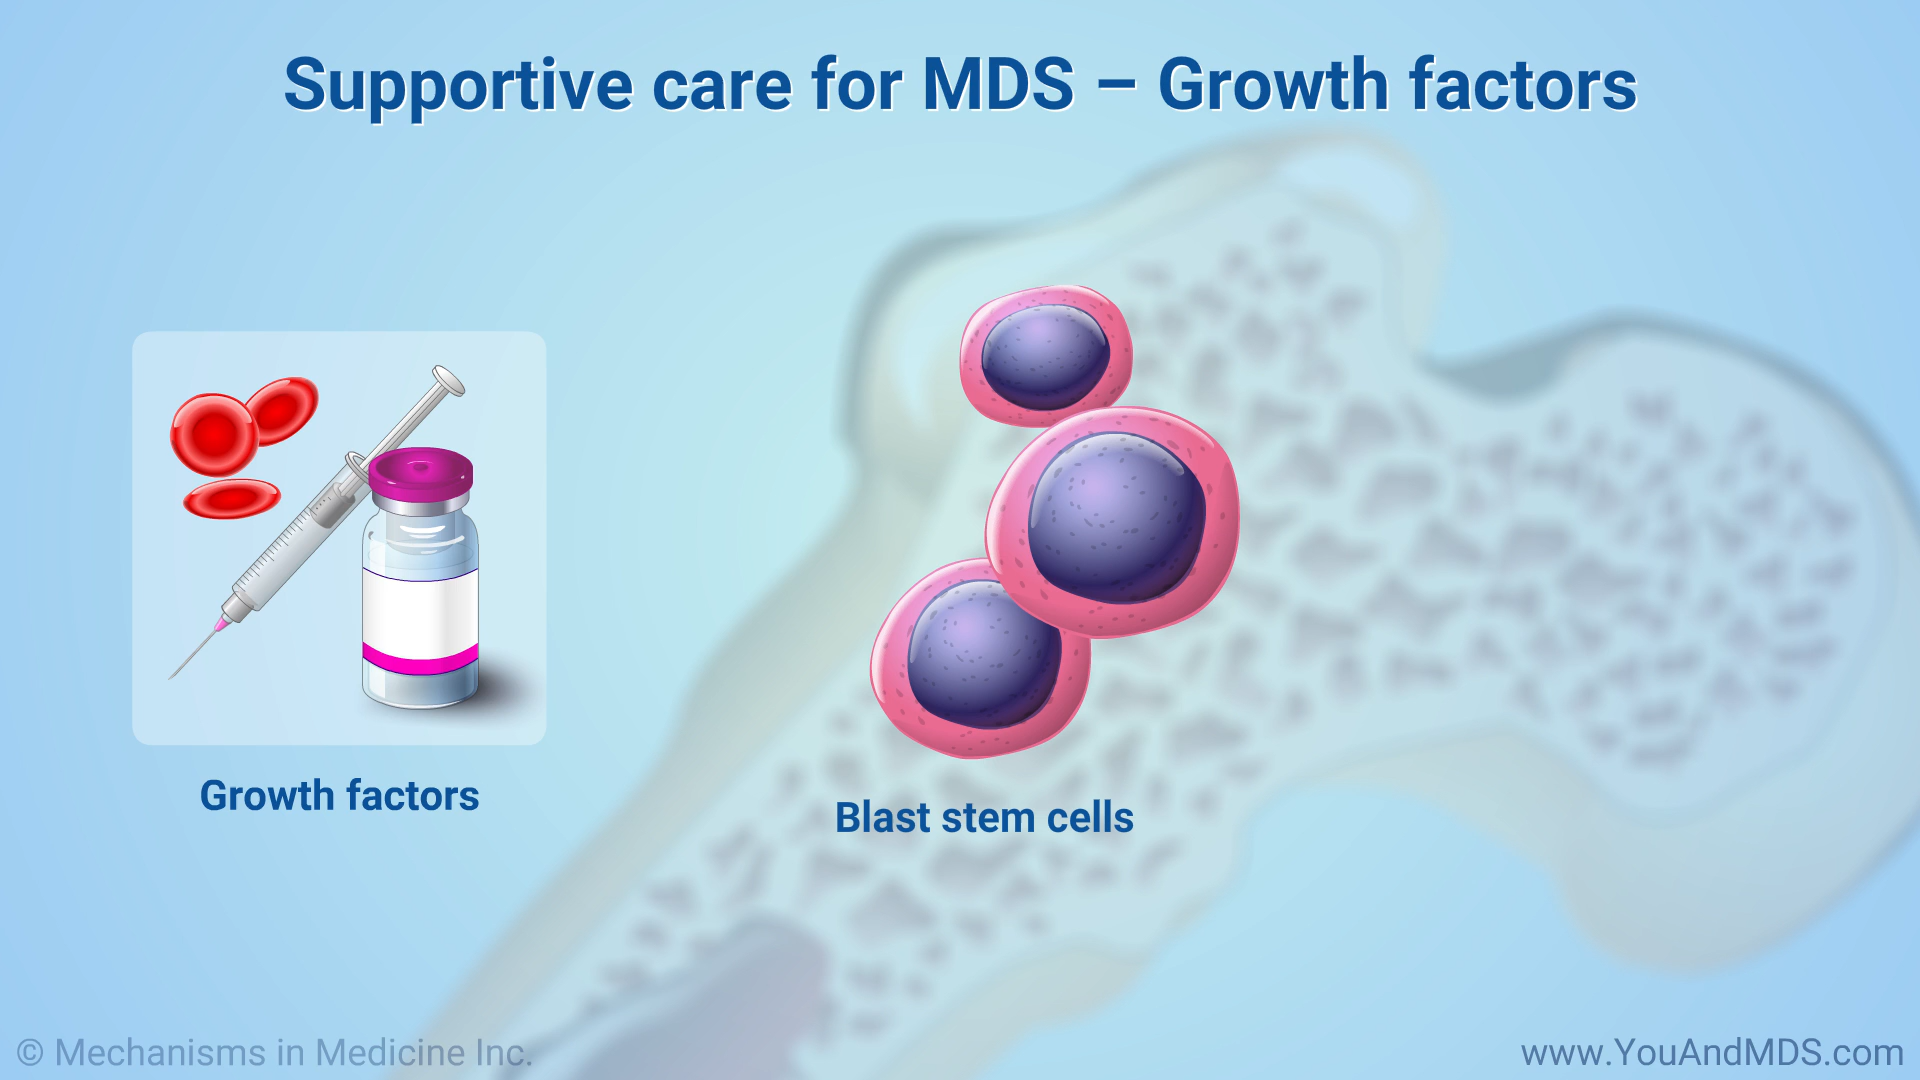 Supportive care for MDS – Growth factors
Growth factors
Blast stem cells
© Mechanisms in Medicine Inc.
www.YouAndMDS.com